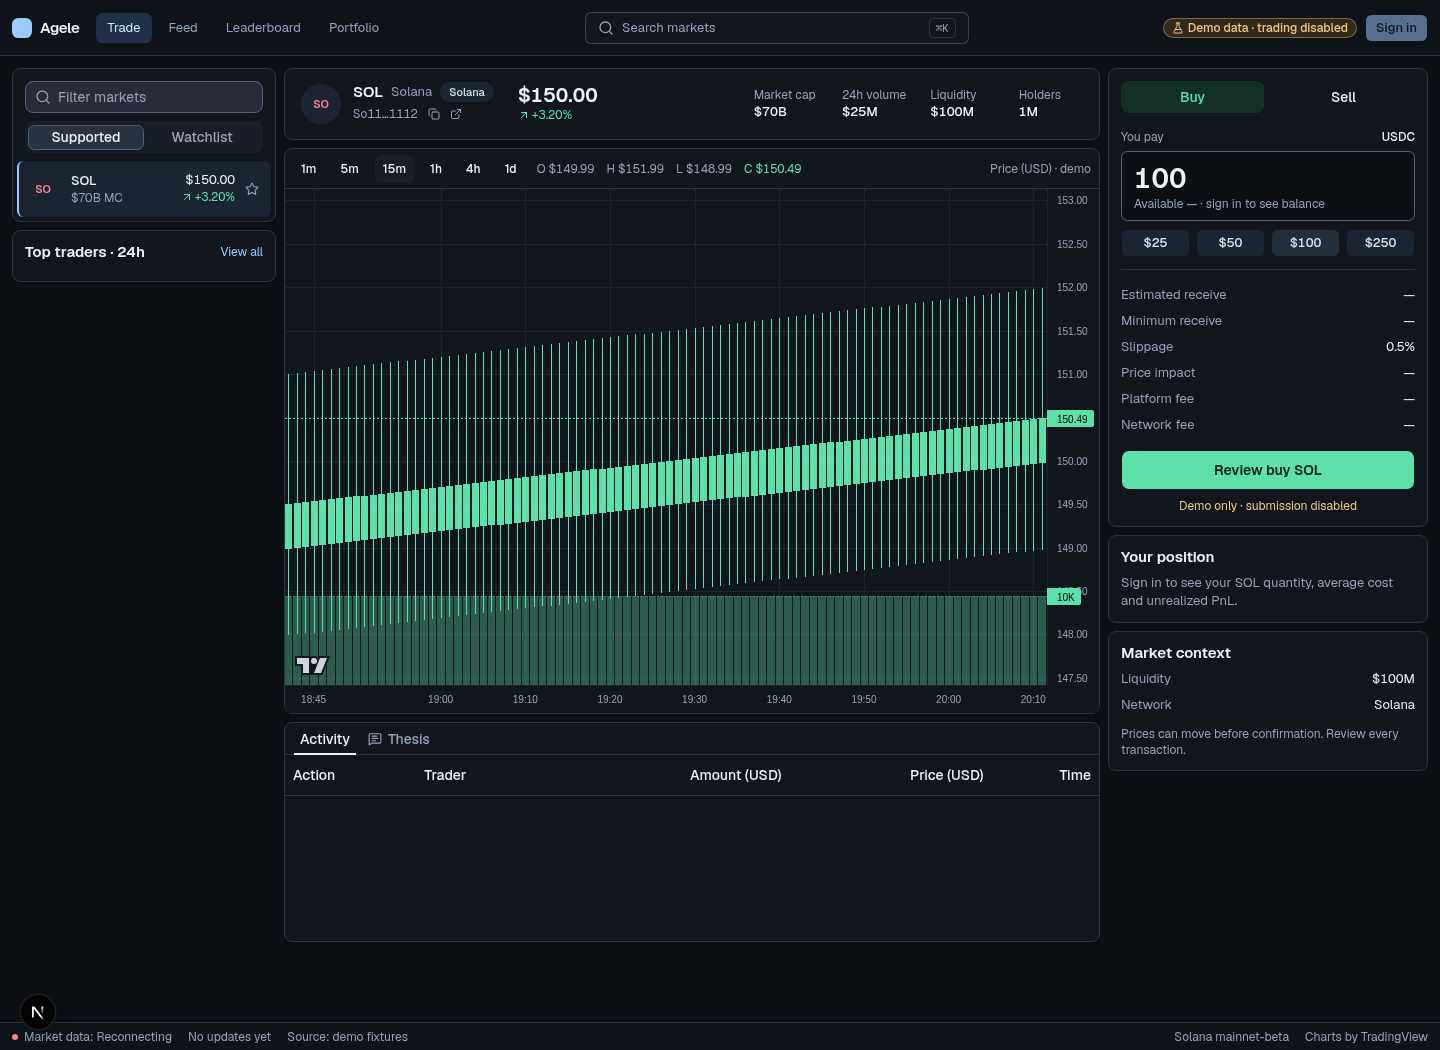 Agele
Trade
Feed
Leaderboard
Portfolio
Search markets
⌘K
Demo data · trading disabled
Sign in
Filter markets
Supported
Watchlist
SO
SOL
$70B MC
$150.00
+3.20%
Top traders · 24h
View all
SO
SOL
Solana
Solana
So11…1112
$150.00
+3.20%
Market cap
$70B
24h volume
$25M
Liquidity
$100M
Holders
1M
1m
5m
15m
1h
4h
1d
O $149.99
H $151.99
L $148.99
C $150.49
Price (USD) · demo
153.00
152.50
152.00
151.50
151.00
150.49
150.00
149.50
149.00
10K
148.00
147.50
18:45
19:00
19:10
19:20
19:30
19:40
19:50
20:00
20:10
Activity
Thesis
Action
Trader
Amount (USD)
Price (USD)
Time
Buy
Sell
You pay
USDC
100
Available — · sign in to see balance
$25
$50
$100
$250
Estimated receive
—
Minimum receive
—
Slippage
0.5%
Price impact
—
Platform fee
—
Network fee
—
Review buy SOL
Demo only · submission disabled
Your position
Sign in to see your SOL quantity, average cost
and unrealized PnL.
Market context
Liquidity
$100M
Network
Solana
Prices can move before confirmation. Review every
transaction.
N
Market data: Reconnecting
No updates yet
Source: demo fixtures
Solana mainnet-beta
Charts by TradingView